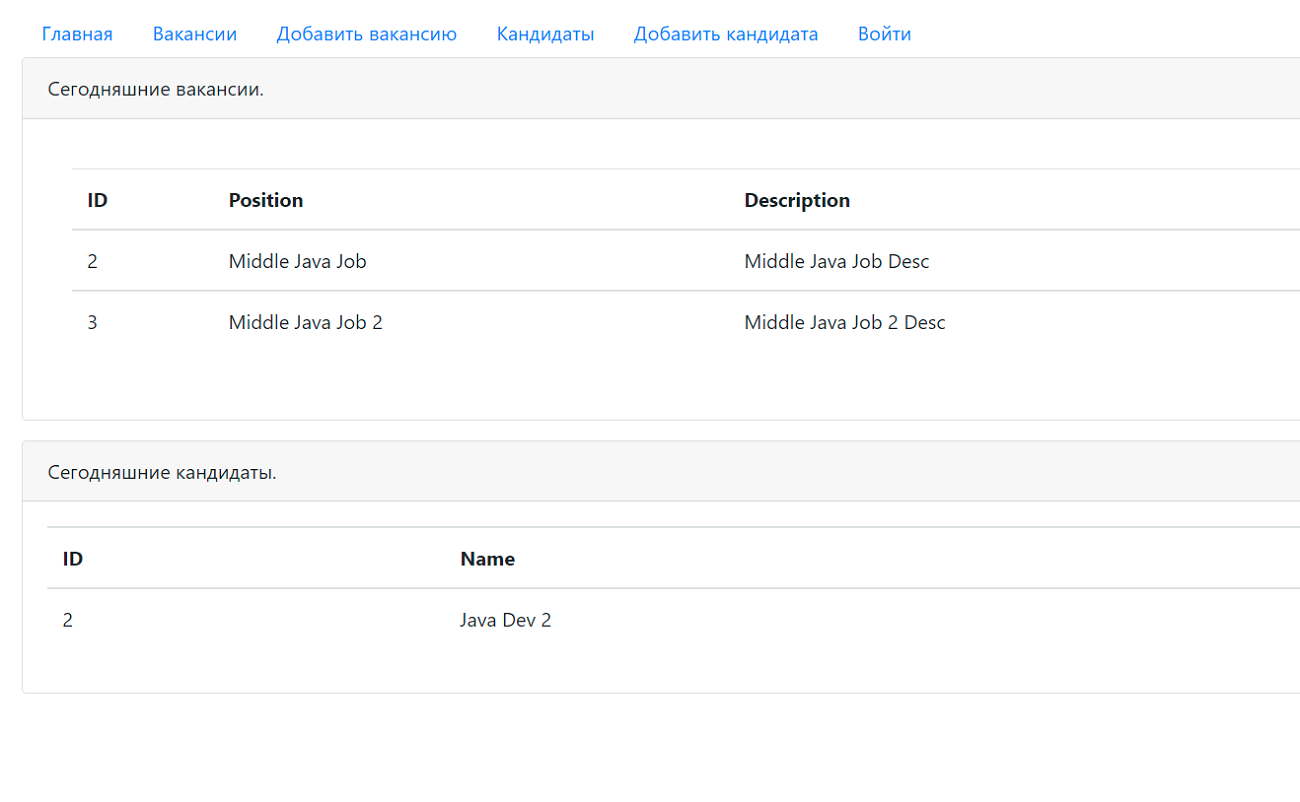 Главная Вакансии Добавить вакансию Кандидаты Добавить кандидата Войти
Сегодняшние вакансии.
ID Position Description
2 Middle Java Job Middle Java Job Desc
3 Middle Java Job 2 Middle Java Job 2 Desc
Сегодняшние кандидаты.
ID Name
2 Java Dev 2